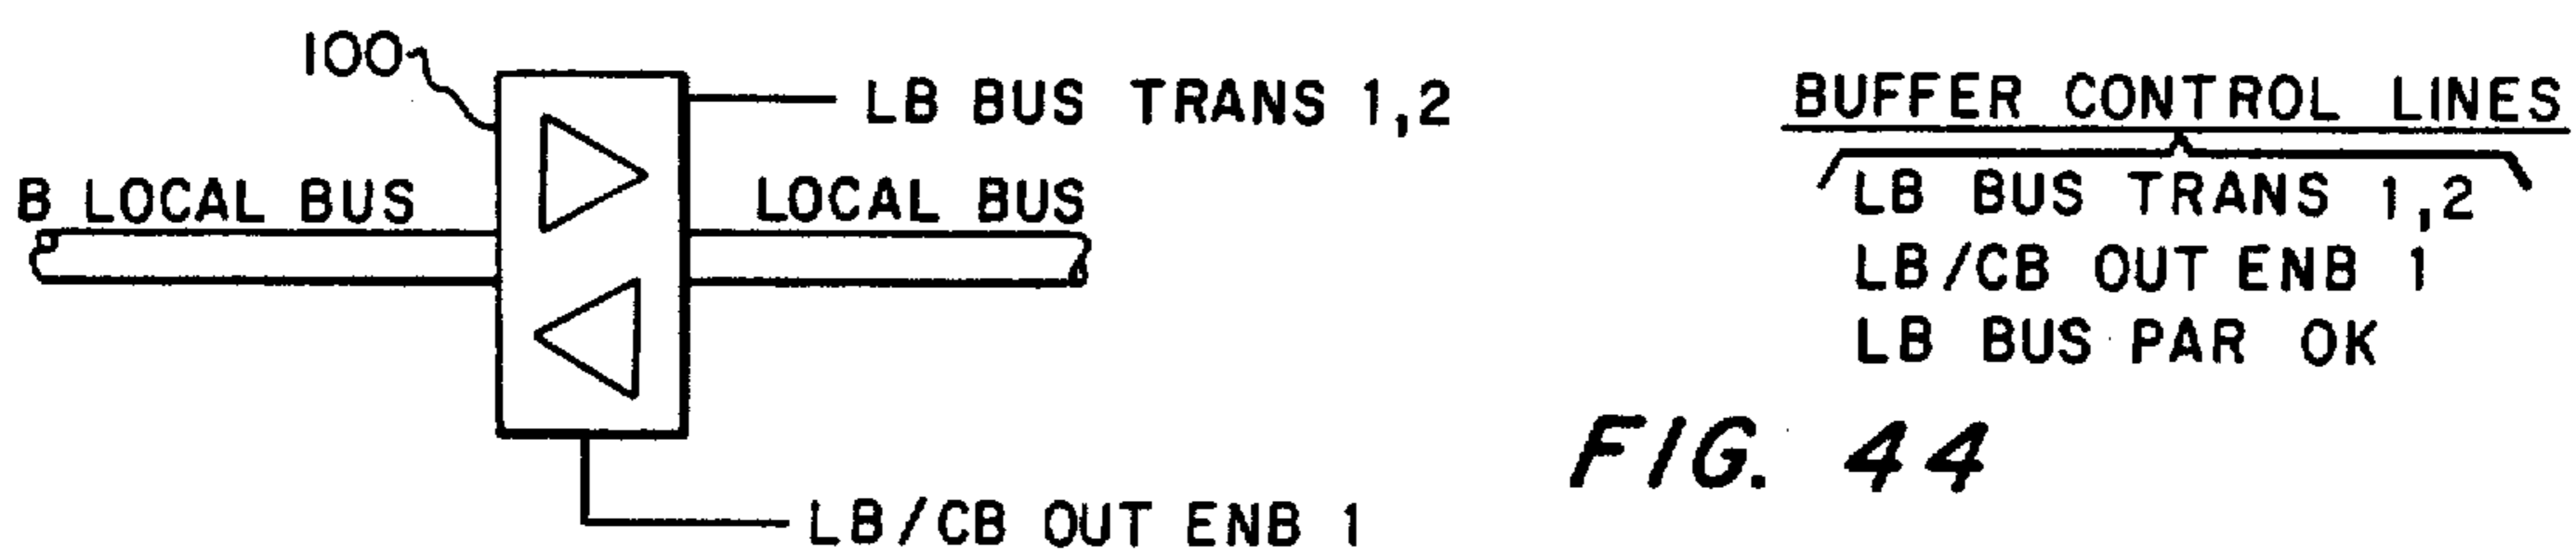 100
LB BUS TRANS 1,2
B LOCAL BUS
LOCAL BUS
LB/CB OUT ENB 1
BUFFER CONTROL LINES
LB BUS TRANS 1,2
LB/CB OUT ENB 1
LB BUS PAR OK
FIG. 44